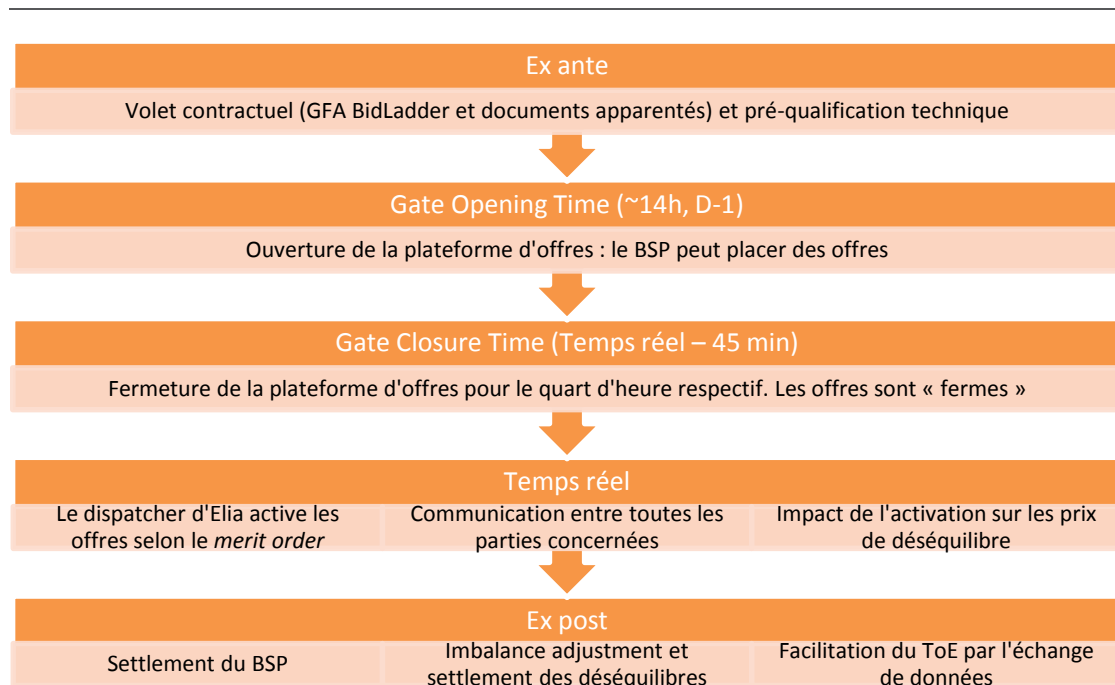 Ex ante
Volet contractuel (GFA BidLadder et documents apparentés) et pré-qualification technique
Gate Opening Time (~14h, D-1)
Ouverture de la plateforme d'offres : le BSP peut placer des offres
Gate Closure Time (Temps réel – 45 min)
Fermeture de la plateforme d'offres pour le quart d'heure respectif. Les offres sont « fermes »
Temps réel
Le dispatcher d'Elia active les
offres selon le merit order
Communication entre toutes les
parties concernées
Impact de l'activation sur les prix
de déséquilibre
Ex post
Settlement du BSP
Imbalance adjustment et
settlement des déséquilibres
Facilitation du ToE par l'échange
de données